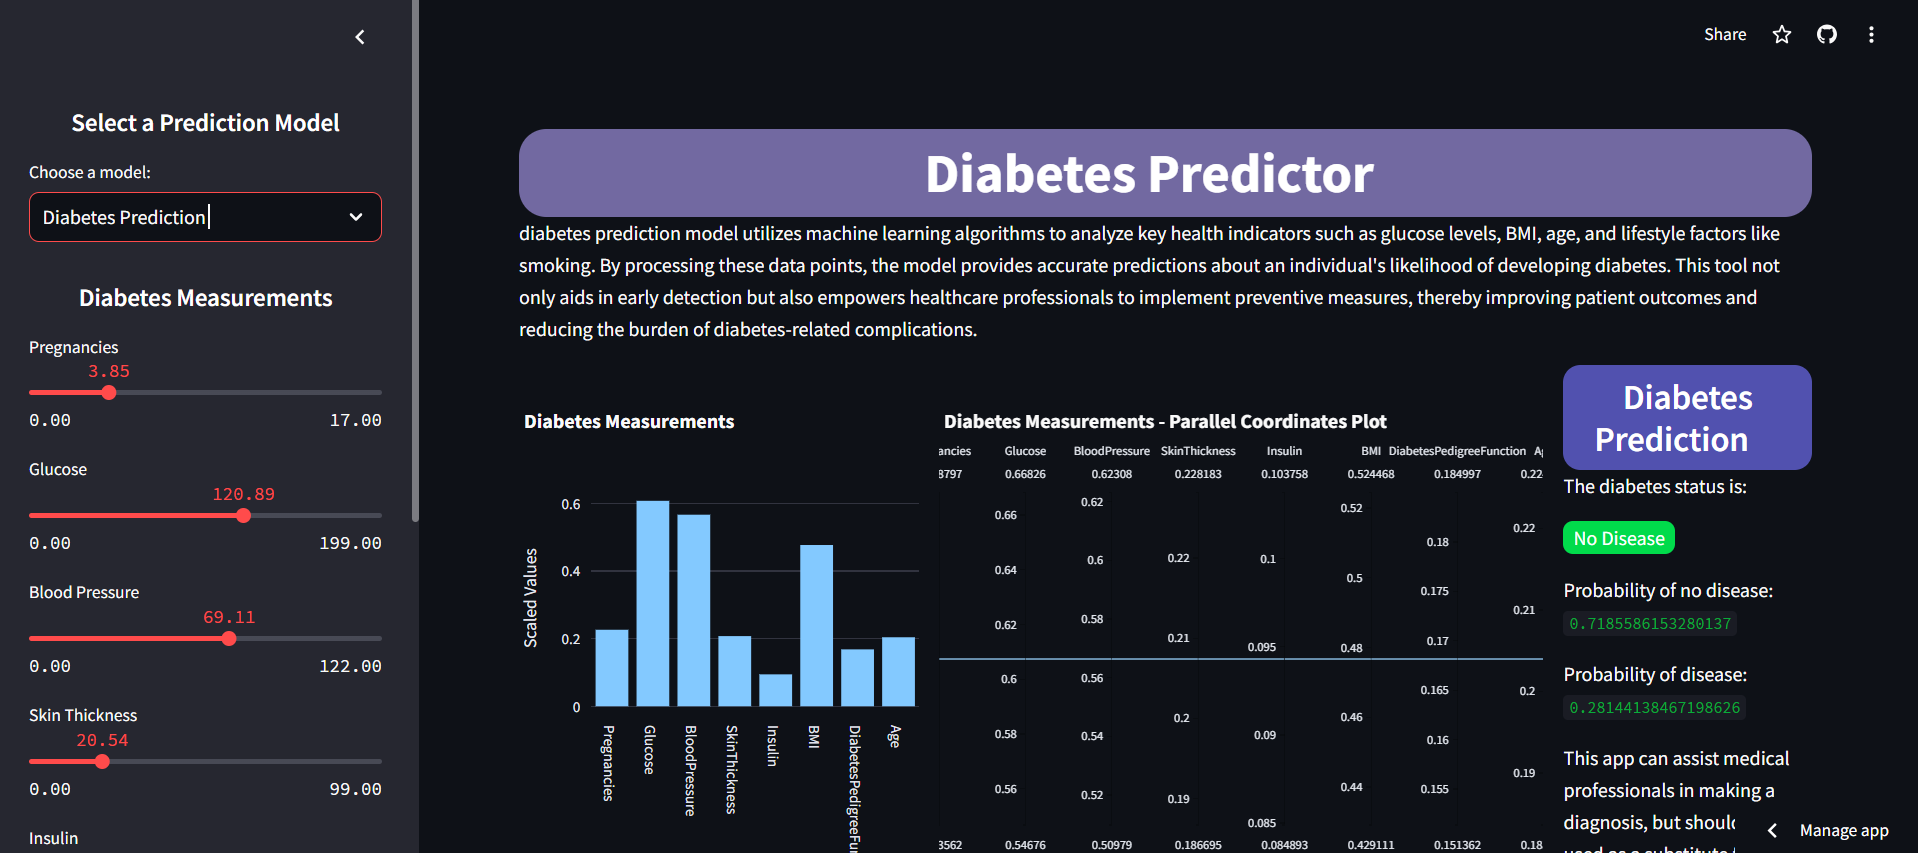 Select a Prediction Model
Choose a model:
Diabetes Prediction
Diabetes Measurements
Pregnancies
3.85
0.00 17.00
Glucose
120.89
0.00 199.00
Blood Pressure
69.11
0.00 122.00
Skin Thickness
20.54
0.00 99.00
Insulin
Share
Diabetes Predictor
diabetes prediction model utilizes machine learning algorithms to analyze key health indicators such as glucose levels, BMI, age, and lifestyle factors like
smoking. By processing these data points, the model provides accurate predictions about an individual's likelihood of developing diabetes. This tool not
only aids in early detection but also empowers healthcare professionals to implement preventive measures, thereby improving patient outcomes and
reducing the burden of diabetes-related complications.
Diabetes Measurements
Scaled Values
0.6
0.4
0.2
0
Pregnancies
Glucose
BloodPressure
SkinThickness
Insulin
BMI
DiabetesPedigreeFun
Age
Diabetes Measurements - Parallel Coordinates Plot
ancies Glucose BloodPressure SkinThickness Insulin BMI DiabetesPedigreeFunction Ag
8797 0.66826 0.62308 0.228183 0.103758 0.524468 0.184997 0.22
0.66
0.64
0.62
0.6
0.58
0.56
0.62
0.6
0.58
0.56
0.54
0.52
0.22
0.21
0.2
0.19
0.1
0.095
0.09
0.085
0.52
0.5
0.48
0.46
0.44
0.18
0.175
0.17
0.165
0.16
0.155
0.22
0.21
0.2
0.19
3562 0.54676 0.50979 0.186695 0.084893 0.429111 0.151362 0.18
Diabetes
Prediction
The diabetes status is:
No Disease
Probability of no disease:
0.7185586153280137
Probability of disease:
0.28144138467198626
This app can assist medical
professionals in making a
diagnosis, but should
used as a substitute
Manage app